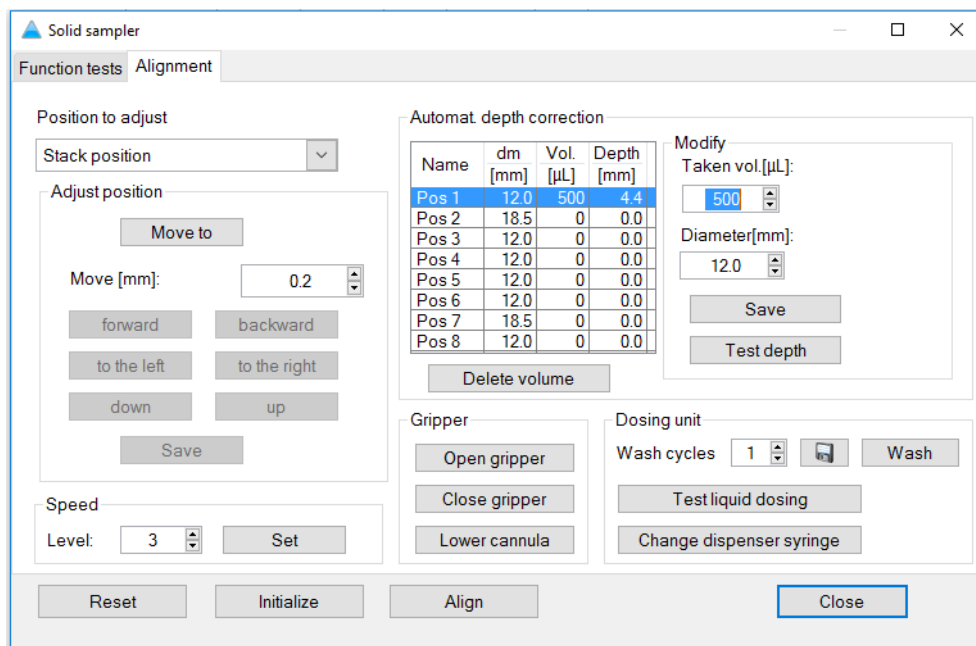 Solid sampler
Function tests Alignment
Position to adjust
Stack position
Adjust position
Move to
Move [mm]: 0.2
forward backward
to the left to the right
down up
Save
Speed
Level: 3 Set
Automat. depth correction
Name dm [mm] Vol. [µL] Depth [mm]
Pos 1 12.0 500 4.4
Pos 2 18.5 0 0.0
Pos 3 12.0 0 0.0
Pos 4 12.0 0 0.0
Pos 5 12.0 0 0.0
Pos 6 12.0 0 0.0
Pos 7 18.5 0 0.0
Pos 8 12.0 0 0.0
Delete volume
Modify
Taken vol.[µL]:
500
Diameter[mm]:
12.0
Save
Test depth
Gripper
Open gripper
Close gripper
Lower cannula
Dosing unit
Wash cycles 1 Wash
Test liquid dosing
Change dispenser syringe
Reset Initialize Align Close